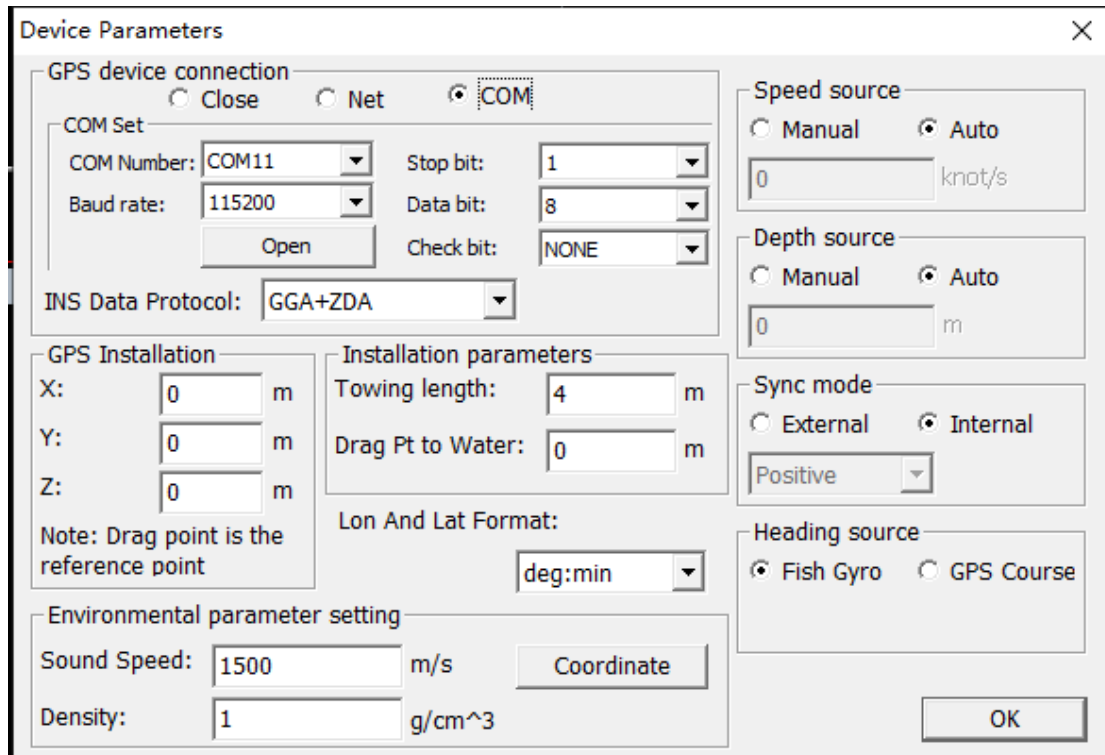 Device Parameters
GPS device connection
Close Net COM
COM Set
COM Number: COM11 Stop bit: 1
Baud rate: 115200 Data bit: 8
Open Check bit: NONE
INS Data Protocol: GGA+ZDA
GPS Installation
X: 0 m
Y: 0 m
Z: 0 m
Note: Drag point is the
reference point
Installation parameters
Towing length: 4 m
Drag Pt to Water: 0 m
Lon And Lat Format:
deg:min
Environmental parameter setting
Sound Speed: 1500 m/s Coordinate
Density: 1 g/cm^3
Speed source
Manual Auto
0 knot/s
Depth source
Manual Auto
0 m
Sync mode
External Internal
Positive
Heading source
Fish Gyro GPS Course
OK